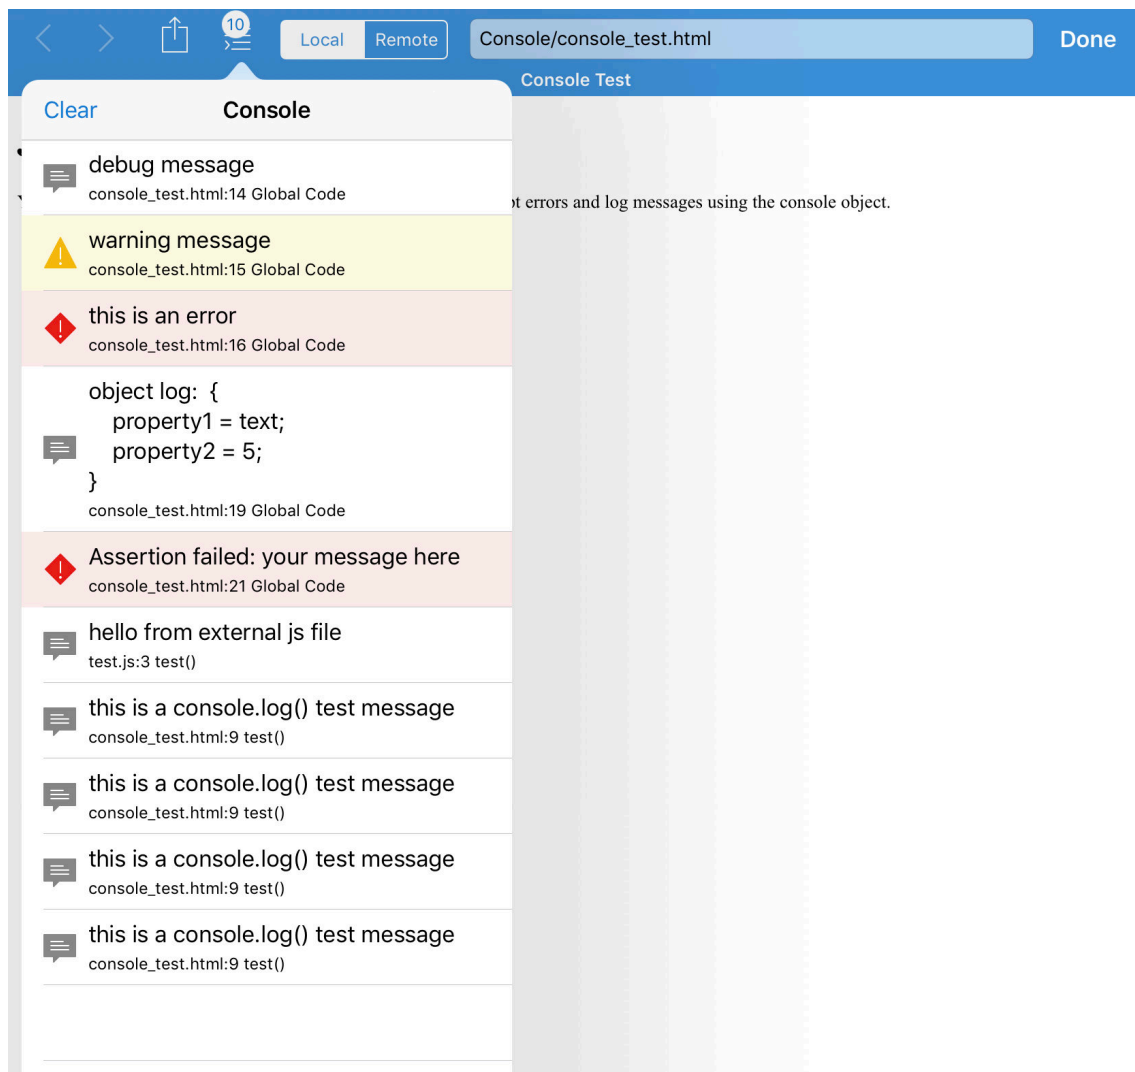 10
Local Remote Console/console_test.html Done
Console Test
Clear Console
debug message
console_test.html:14 Global Code
errors and log messages using the console object.
warning message
console_test.html:15 Global Code
this is an error
console_test.html:16 Global Code
object log: {
property1 = text;
property2 = 5;
}
console_test.html:19 Global Code
Assertion failed: your message here
console_test.html:21 Global Code
hello from external js file
test.js:3 test()
this is a console.log() test message
console_test.html:9 test()
this is a console.log() test message
console_test.html:9 test()
this is a console.log() test message
console_test.html:9 test()
this is a console.log() test message
console_test.html:9 test()